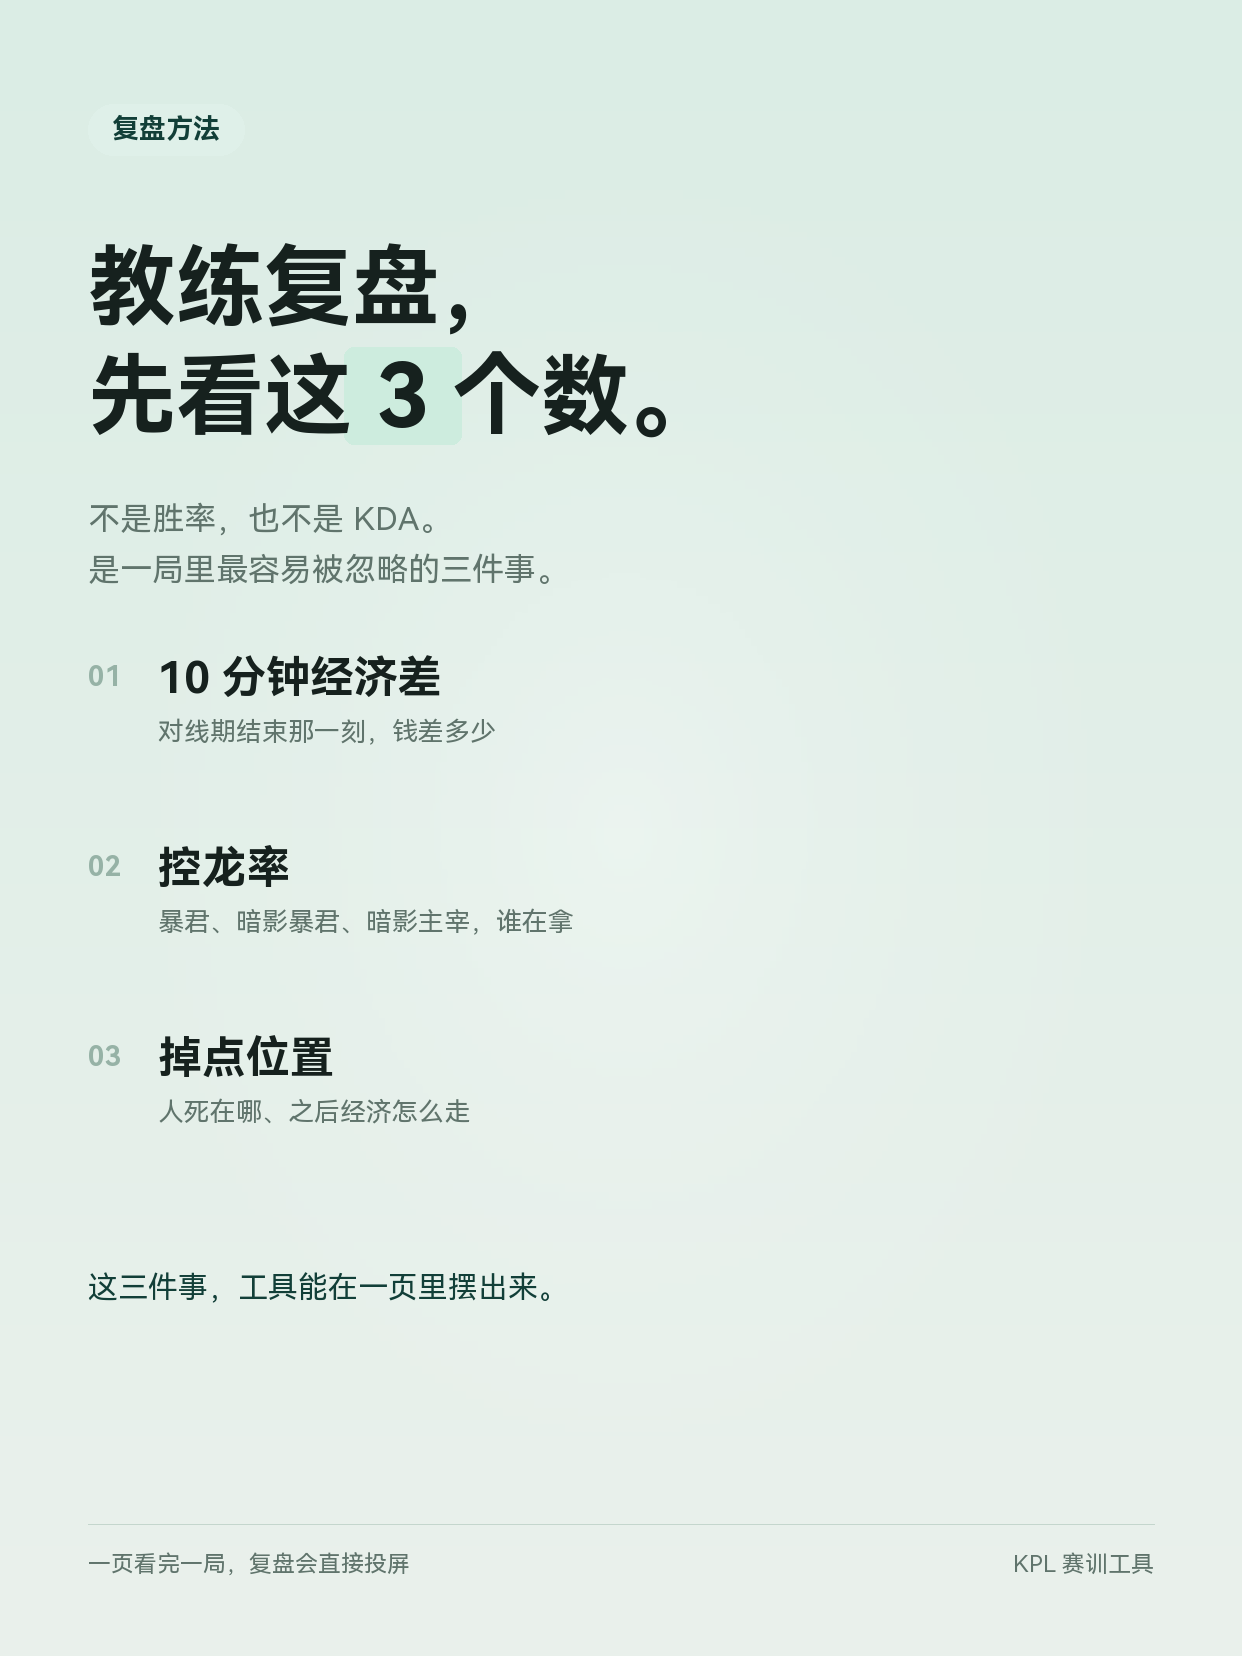 复盘方法
教练复盘，
先看这 3 个数。
不是胜率，也不是 KDA。
是一局里最容易被忽略的三件事。
01 10 分钟经济差
对线期结束那一刻，钱差多少
02 控龙率
暴君、暗影暴君、暗影主宰，谁在拿
03 掉点位置
人死在哪、之后经济怎么走
这三件事，工具能在一页里摆出来。
一页看完一局，复盘会直接投屏
KPL 赛训工具